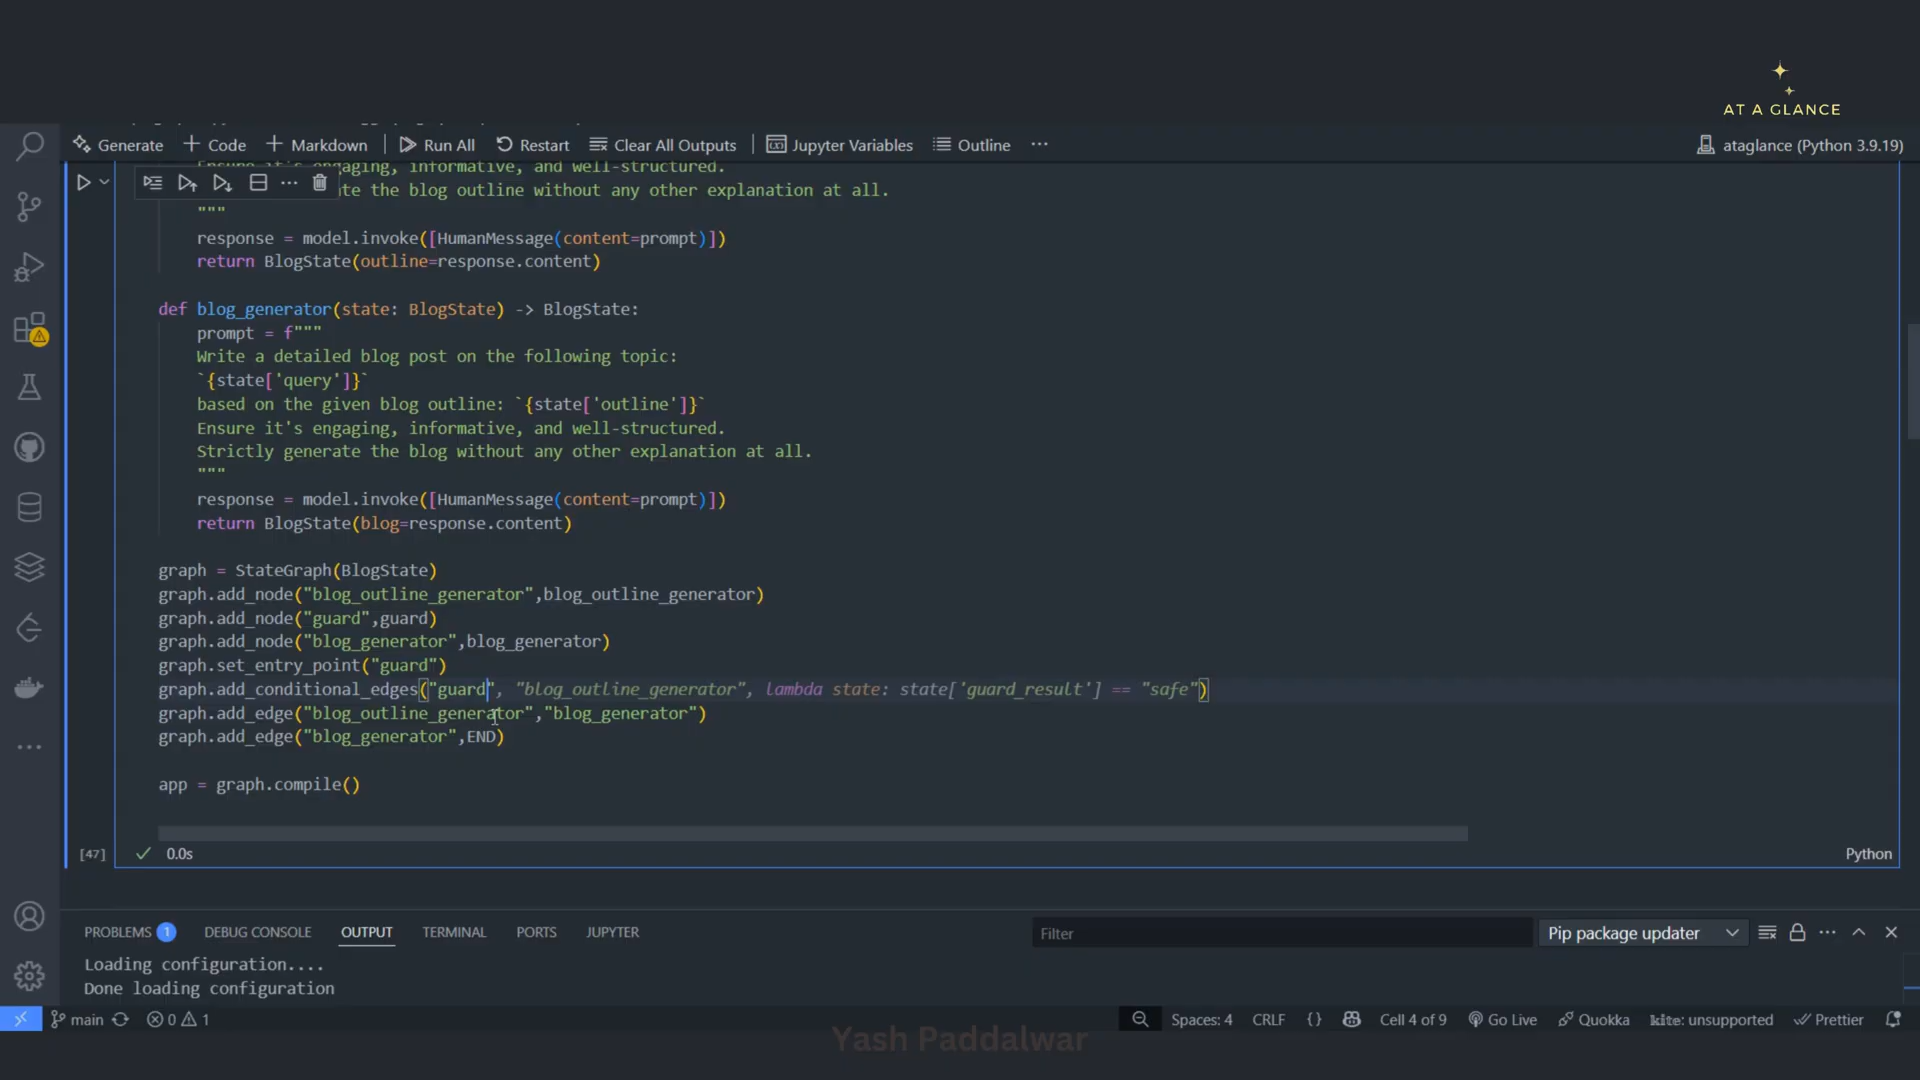 AT A GLANCE
Generate + Code + Markdown Run All Restart Clear All Outputs Jupyter Variables Outline ... ataglance (Python 3.9.19)
Ensure it's engaging, informative, and well-structured.
te the blog outline without any other explanation at all.
"""
response = model.invoke([HumanMessage(content=prompt)])
return BlogState(outline=response.content)
def blog_generator(state: BlogState) -> BlogState:
prompt = f"""
Write a detailed blog post on the following topic:
`{state['query']}`
based on the given blog outline: `{state['outline']}`
Ensure it's engaging, informative, and well-structured.
Strictly generate the blog without any other explanation at all.
"""
response = model.invoke([HumanMessage(content=prompt)])
return BlogState(blog=response.content)
graph = StateGraph(BlogState)
graph.add_node("blog_outline_generator",blog_outline_generator)
graph.add_node("guard",guard)
graph.add_node("blog_generator",blog_generator)
graph.set_entry_point("guard")
graph.add_conditional_edges("guard", "blog_outline_generator", lambda state: state['guard_result'] == "safe")
graph.add_edge("blog_outline_generator","blog_generator")
graph.add_edge("blog_generator",END)
app = graph.compile()
[47] 0.0s Python
PROBLEMS 1 DEBUG CONSOLE OUTPUT TERMINAL PORTS JUPYTER Filter Pip package updater
Loading configuration....
Done loading configuration
main 0 1 Spaces: 4 CRLF {} Cell 4 of 9 Go Live Quokka kite: unsupported Prettier
Yash Paddalwar